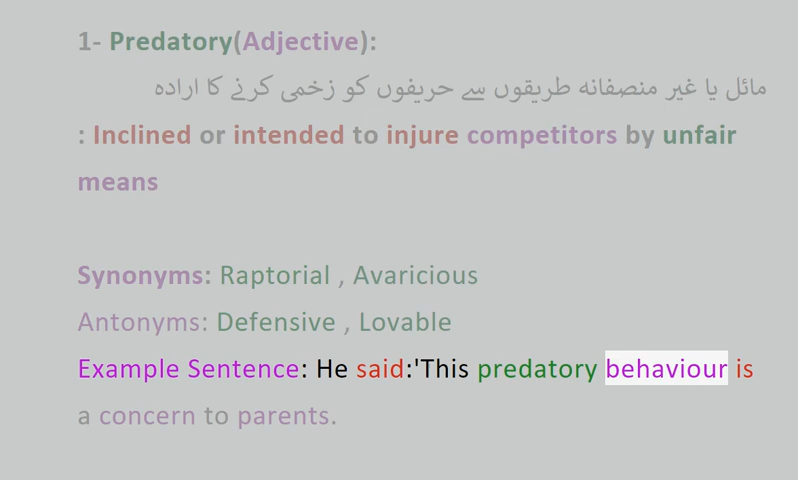 1- Predatory(Adjective):
مائل یا غیر منصفانہ طریقوں سے حریفوں کو زخمی کرنے کا ارادہ
: Inclined or intended to injure competitors by unfair
means
Synonyms: Raptorial , Avaricious
Antonyms: Defensive , Lovable
Example Sentence: He said:'This predatory behaviour is
a concern to parents.